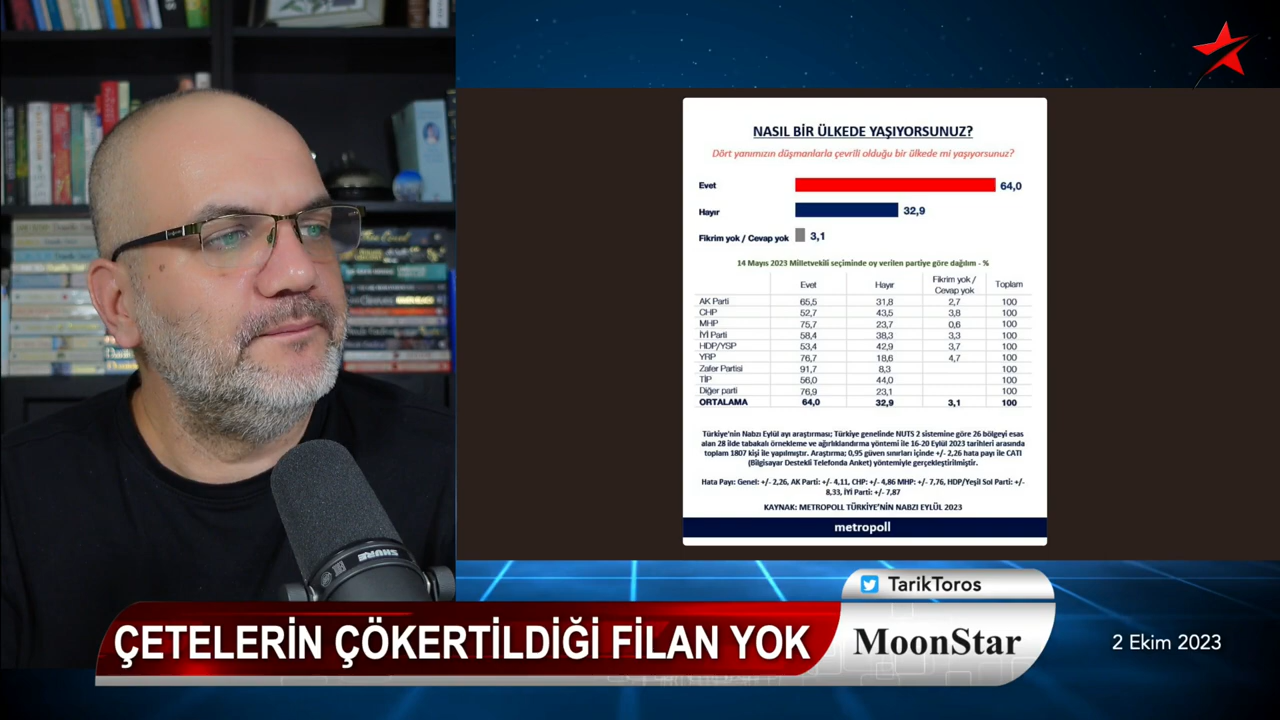 NASIL BİR ÜLKEDE YAŞIYORSUNUZ?
Dört yanımızın düşmanlarla çevrili olduğu bir ülkede mi yaşıyorsunuz?
Evet 64,0
Hayır 32,9
Fikrim yok / Cevap yok 3,1
14 Mayıs 2023 Milletvekili seçiminde oy verilen partiye göre dağılım - %
Evet Hayır Fikrim yok / Cevap yok Toplam
AK Parti 65,5 31,8 2,7 100
CHP 52,7 43,5 3,8 100
MHP 75,7 23,7 0,6 100
İYİ Parti 58,4 38,3 3,3 100
HDP/YSP 53,4 42,9 3,7 100
YRP 76,7 18,6 4,7 100
Zafer Partisi 91,7 8,3 100
TİP 56,0 44,0 100
Diğer parti 76,9 23,1 100
ORTALAMA 64,0 32,9 3,1 100
Türkiye'nin Nabzı Eylül ayı araştırması; Türkiye genelinde NUTS 2 sistemine göre 26 bölgeyi esas
alan 28 ilde tabakalı örnekleme ve ağırlıklandırma yöntemi ile 16-20 Eylül 2023 tarihleri arasında
toplam 1807 kişi ile yapılmıştır. Araştırma; 0,95 güven sınırları içinde +/- 2,26 hata payı ile CATI
(Bilgisayar Destekli Telefonda Anket) yöntemiyle gerçekleştirilmiştir.
Hata Payı: Genel: +/- 2,26, AK Parti: +/- 4,11, CHP: +/- 4,86 MHP: +/- 7,76, HDP/Yeşil Sol Parti: +/-
8,33, İYİ Parti: +/- 7,87
KAYNAK: METROPOLL TÜRKİYE'NİN NABZI EYLÜL 2023
metropoll
SHURE
TarikToros
ÇETELERİN ÇÖKERTİLDİĞİ FİLAN YOK
MoonStar
2 Ekim 2023